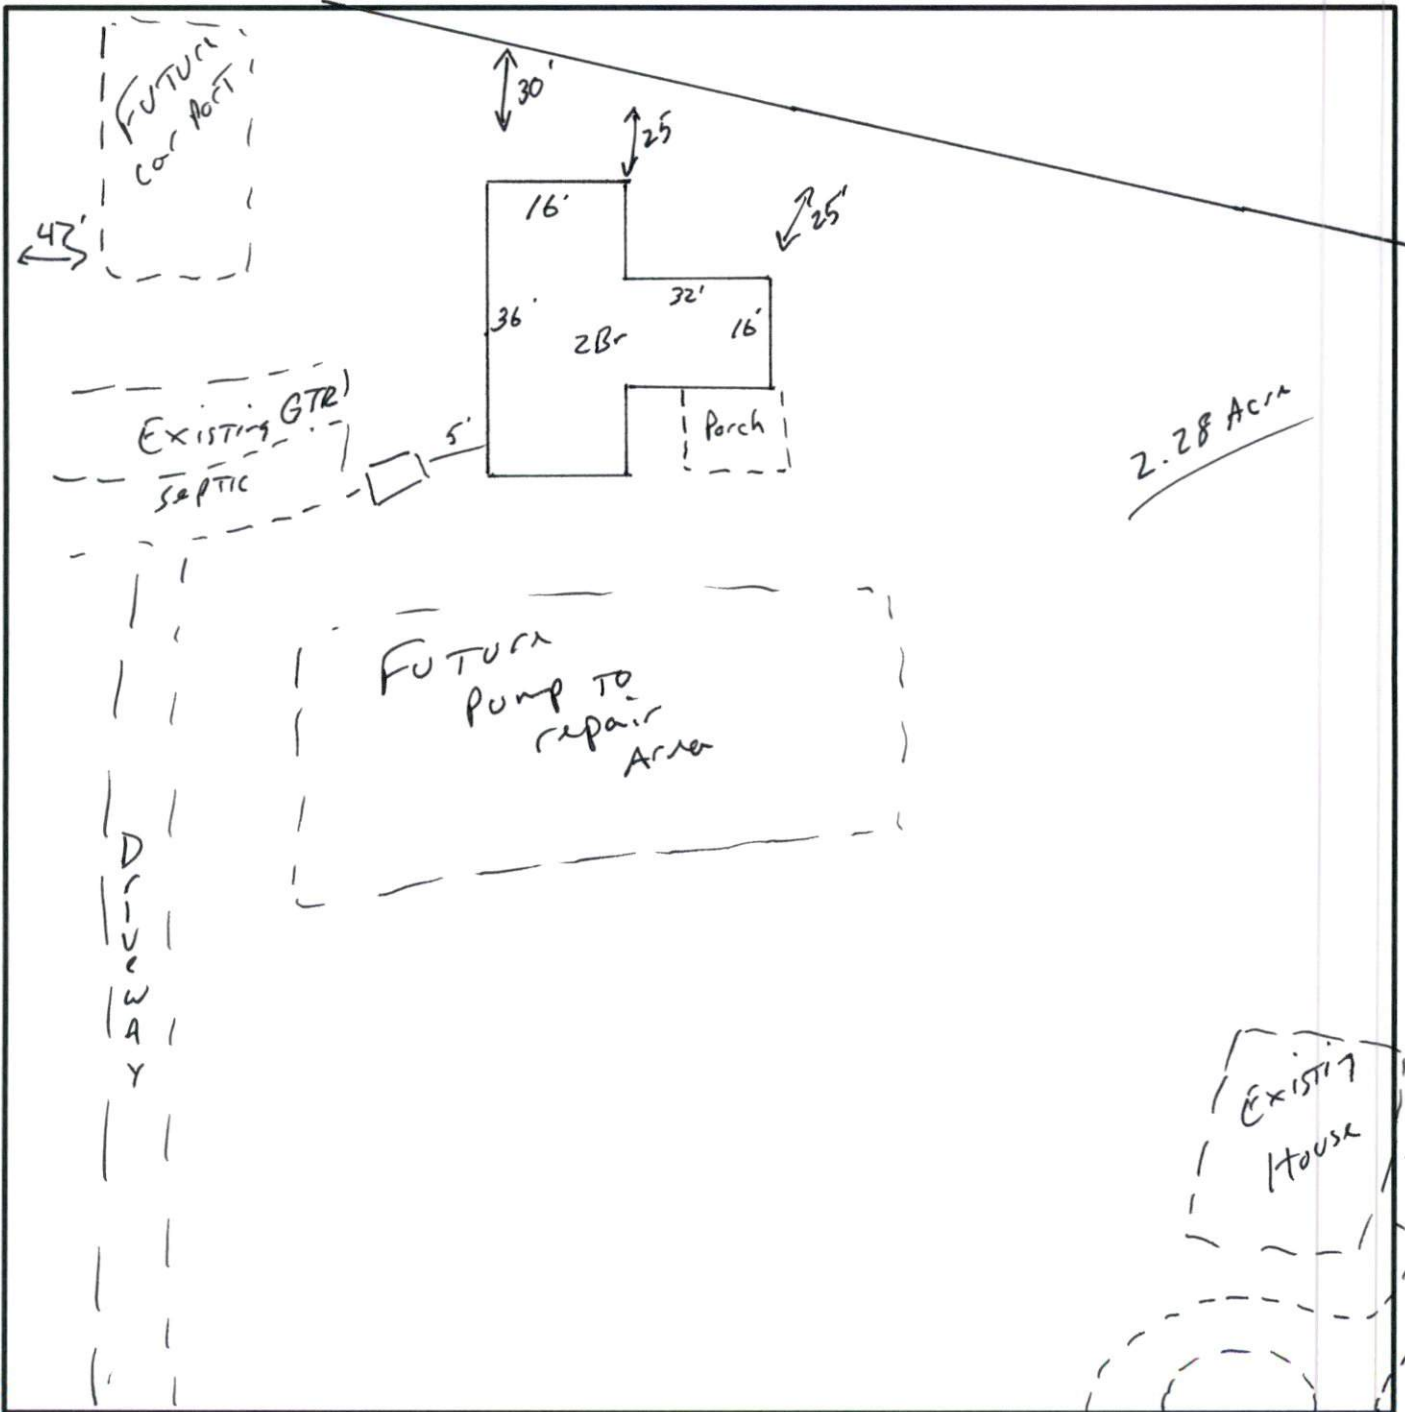 FUTURE
car PorT
30'
25
25'
16'
32'
36'
2Br
16'
Existing GTR)
septic
5'
Porch
2.28 Acre
FUTURE
Pump TO
repair
Area
DrivewAY
Existing
House